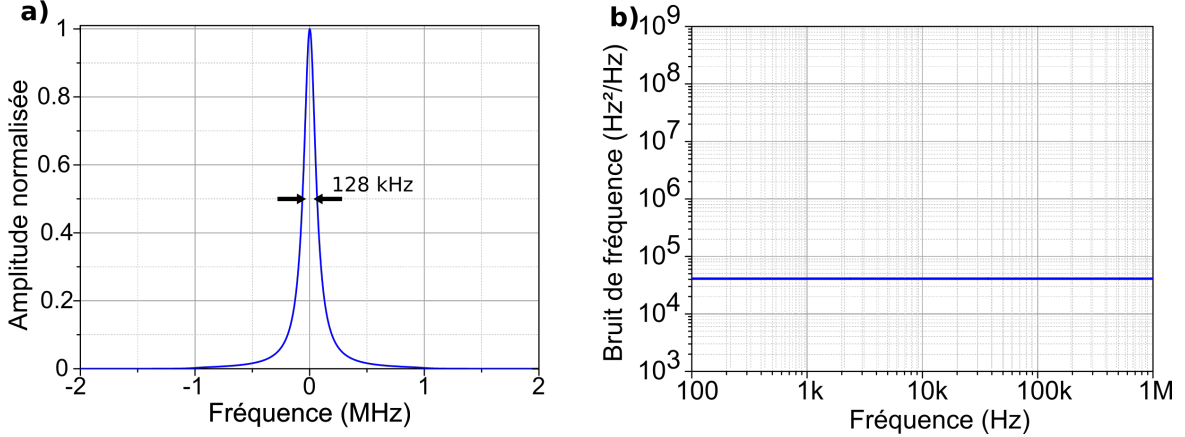 a)
Amplitude normalisée
1
0.8
0.6
0.4
0.2
0
128 kHz
-2
-1
0
1
2
Fréquence (MHz)
b)
Bruit de fréquence (Hz²/Hz)
10⁹
10⁸
10⁷
10⁶
10⁵
10⁴
10³
100
1k
10k
100k
1M
Fréquence (Hz)